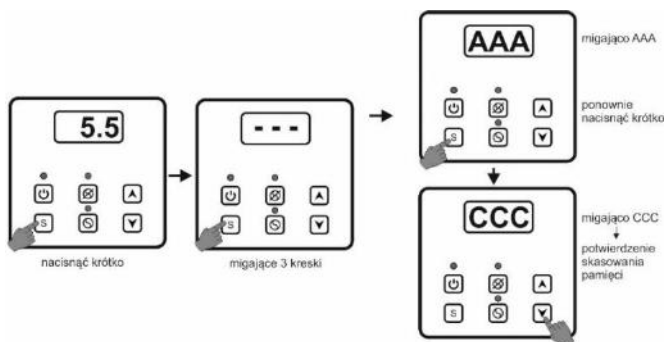 5.5
S
nacisnąć krótko
- - -
S
migające 3 kreski
AAA
migająco AAA
ponownie
nacisnąć krótko
S
CCC
migająco CCC
potwierdzenie
skasowania
pamięci
S